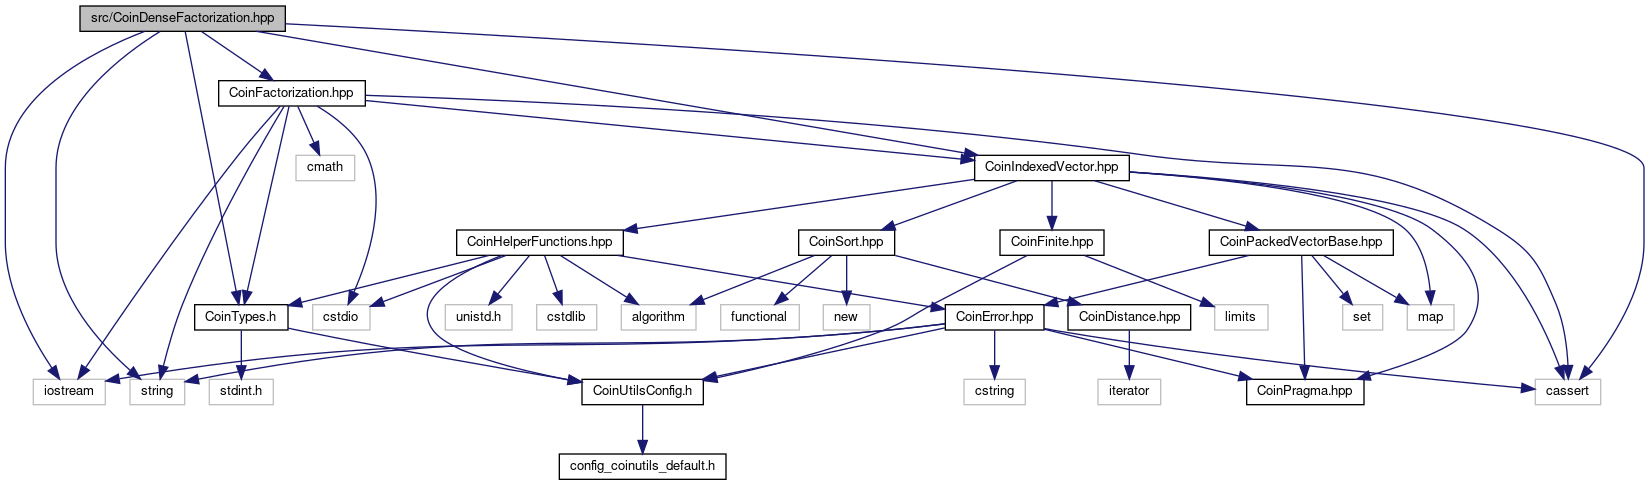 src/CoinDenseFactorization.hpp
CoinFactorization.hpp
cmath
CoinIndexedVector.hpp
CoinHelperFunctions.hpp
CoinSort.hpp
CoinFinite.hpp
CoinPackedVectorBase.hpp
CoinTypes.h
cstdio
unistd.h
cstdlib
algorithm
functional
new
CoinError.hpp
CoinDistance.hpp
limits
set
map
iostream
string
stdint.h
CoinUtilsConfig.h
cstring
iterator
CoinPragma.hpp
cassert
config_coinutils_default.h